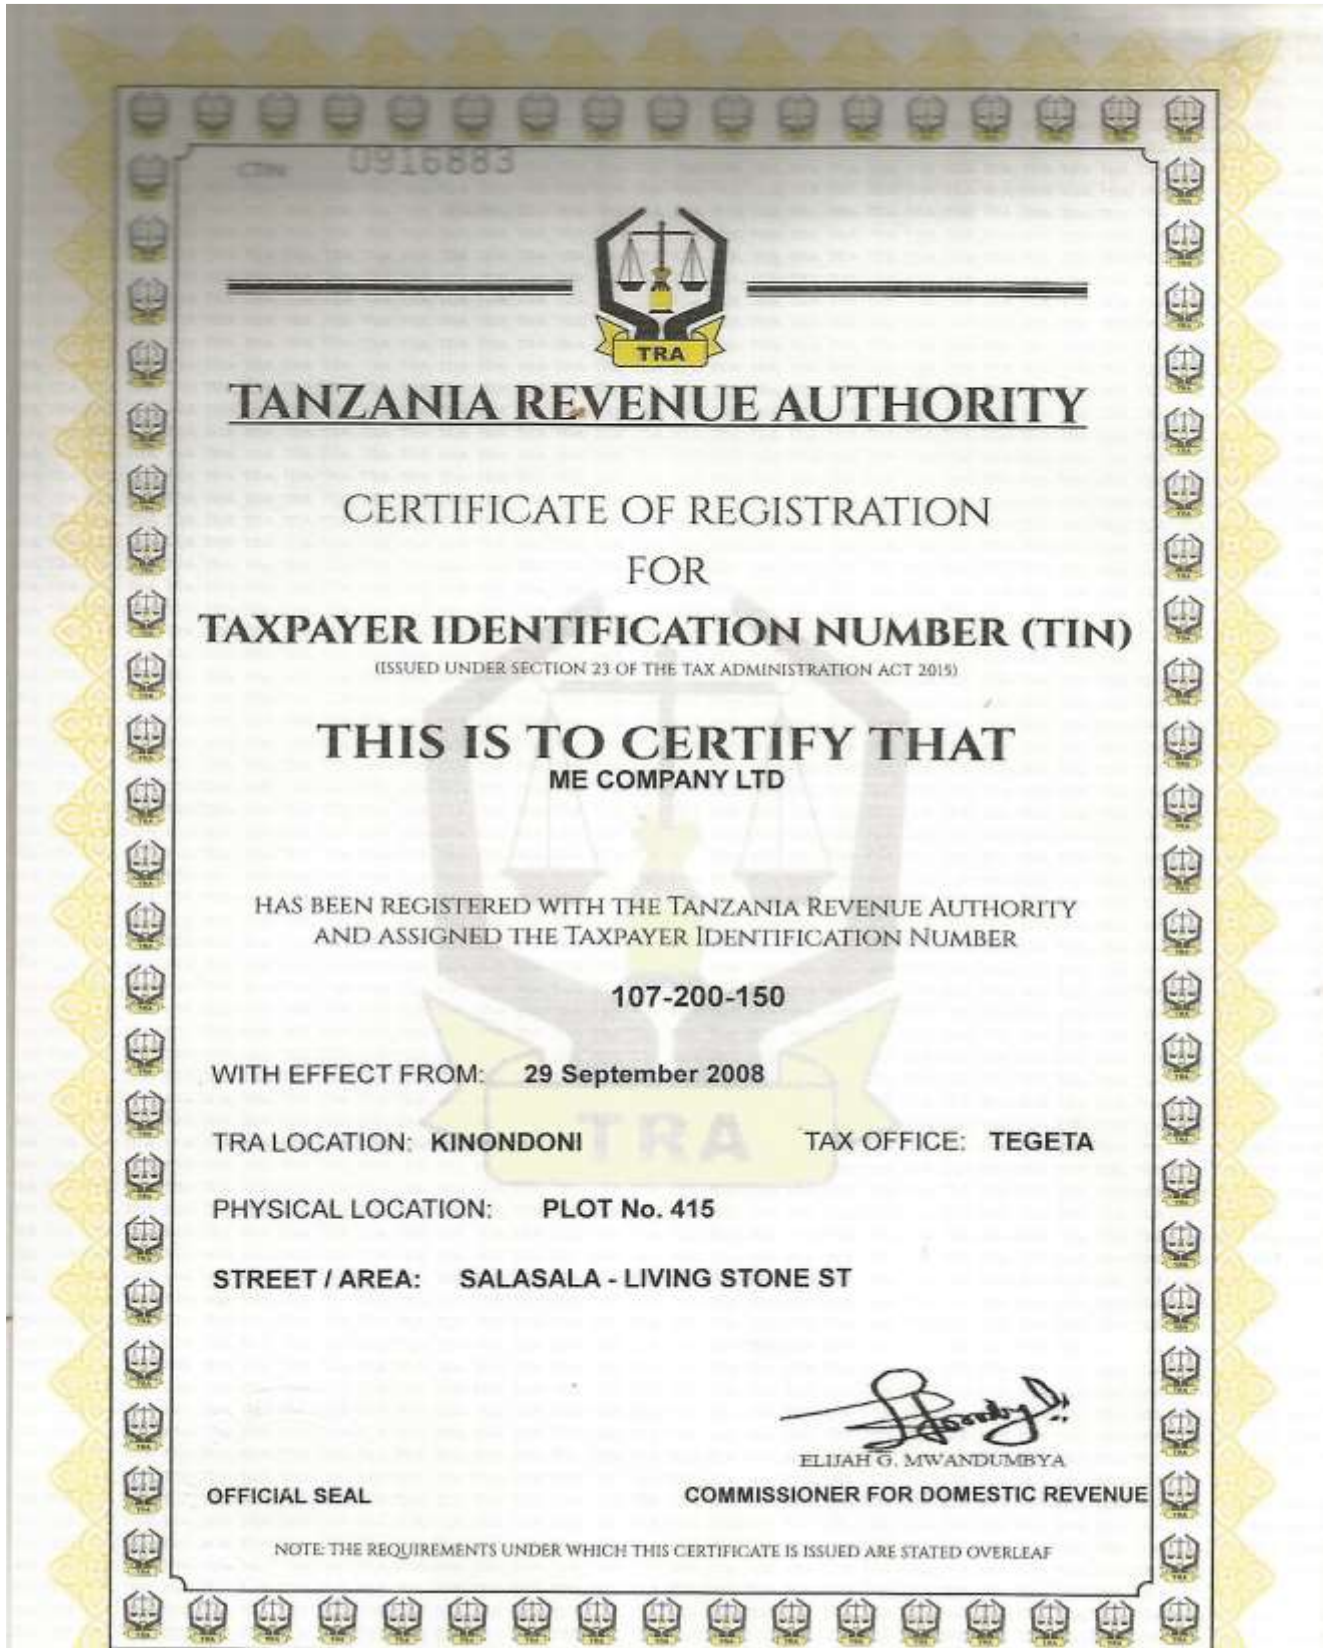 0916883
TRA
TANZANIA REVENUE AUTHORITY
CERTIFICATE OF REGISTRATION
FOR
TAXPAYER IDENTIFICATION NUMBER (TIN)
(ISSUED UNDER SECTION 23 OF THE TAX ADMINISTRATION ACT 2015)
THIS IS TO CERTIFY THAT
ME COMPANY LTD
HAS BEEN REGISTERED WITH THE TANZANIA REVENUE AUTHORITY
AND ASSIGNED THE TAXPAYER IDENTIFICATION NUMBER
107-200-150
WITH EFFECT FROM: 29 September 2008
TRA
TRA LOCATION: KINONDONI TAX OFFICE: TEGETA
PHYSICAL LOCATION: PLOT No. 415
STREET / AREA: SALASALA - LIVING STONE ST
ELIJAH G. MWANDUMBYA
OFFICIAL SEAL COMMISSIONER FOR DOMESTIC REVENUE
NOTE: THE REQUIREMENTS UNDER WHICH THIS CERTIFICATE IS ISSUED ARE STATED OVERLEAF